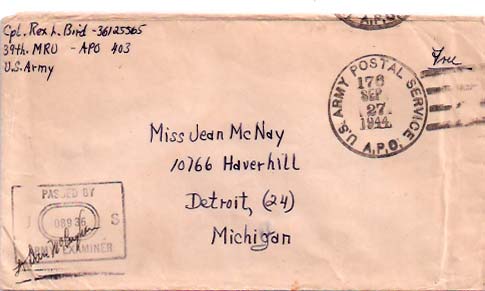 Cpl. Rex L. Bird -36125565
39th. MRU - APO 403
U.S. Army
A.P.O.
Free
U.S. ARMY POSTAL SERVICE
176
SEP
27
1944
A.P.O.
Miss Jean McNay
10766 Haverhill
Detroit, (24)
Michigan
PASSED BY
S
ARMY EXAMINER